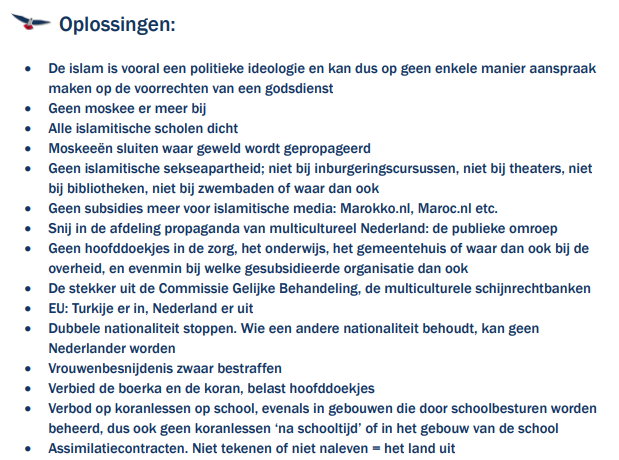 Oplossingen:
• De islam is vooral een politieke ideologie en kan dus op geen enkele manier aanspraak
maken op de voorrechten van een godsdienst
• Geen moskee er meer bij
• Alle islamitische scholen dicht
• Moskeeën sluiten waar geweld wordt gepropageerd
• Geen islamitische sekseapartheid; niet bij inburgeringscursussen, niet bij theaters, niet
bij bibliotheken, niet bij zwembaden of waar dan ook
• Geen subsidies meer voor islamitische media: Marokko.nl, Maroc.nl etc.
• Snij in de afdeling propaganda van multicultureel Nederland: de publieke omroep
• Geen hoofddoekjes in de zorg, het onderwijs, het gemeentehuis of waar dan ook bij de
overheid, en evenmin bij welke gesubsidieerde organisatie dan ook
• De stekker uit de Commissie Gelijke Behandeling, de multiculturele schijnrechtbanken
• EU: Turkije er in, Nederland er uit
• Dubbele nationaliteit stoppen. Wie een andere nationaliteit behoudt, kan geen
Nederlander worden
• Vrouwenbesnijdenis zwaar bestraffen
• Verbied de boerka en de koran, belast hoofddoekjes
• Verbod op koranlessen op school, evenals in gebouwen die door schoolbesturen worden
beheerd, dus ook geen koranlessen ‘na schooltijd’ of in het gebouw van de school
• Assimilatiecontracten. Niet tekenen of niet naleven = het land uit